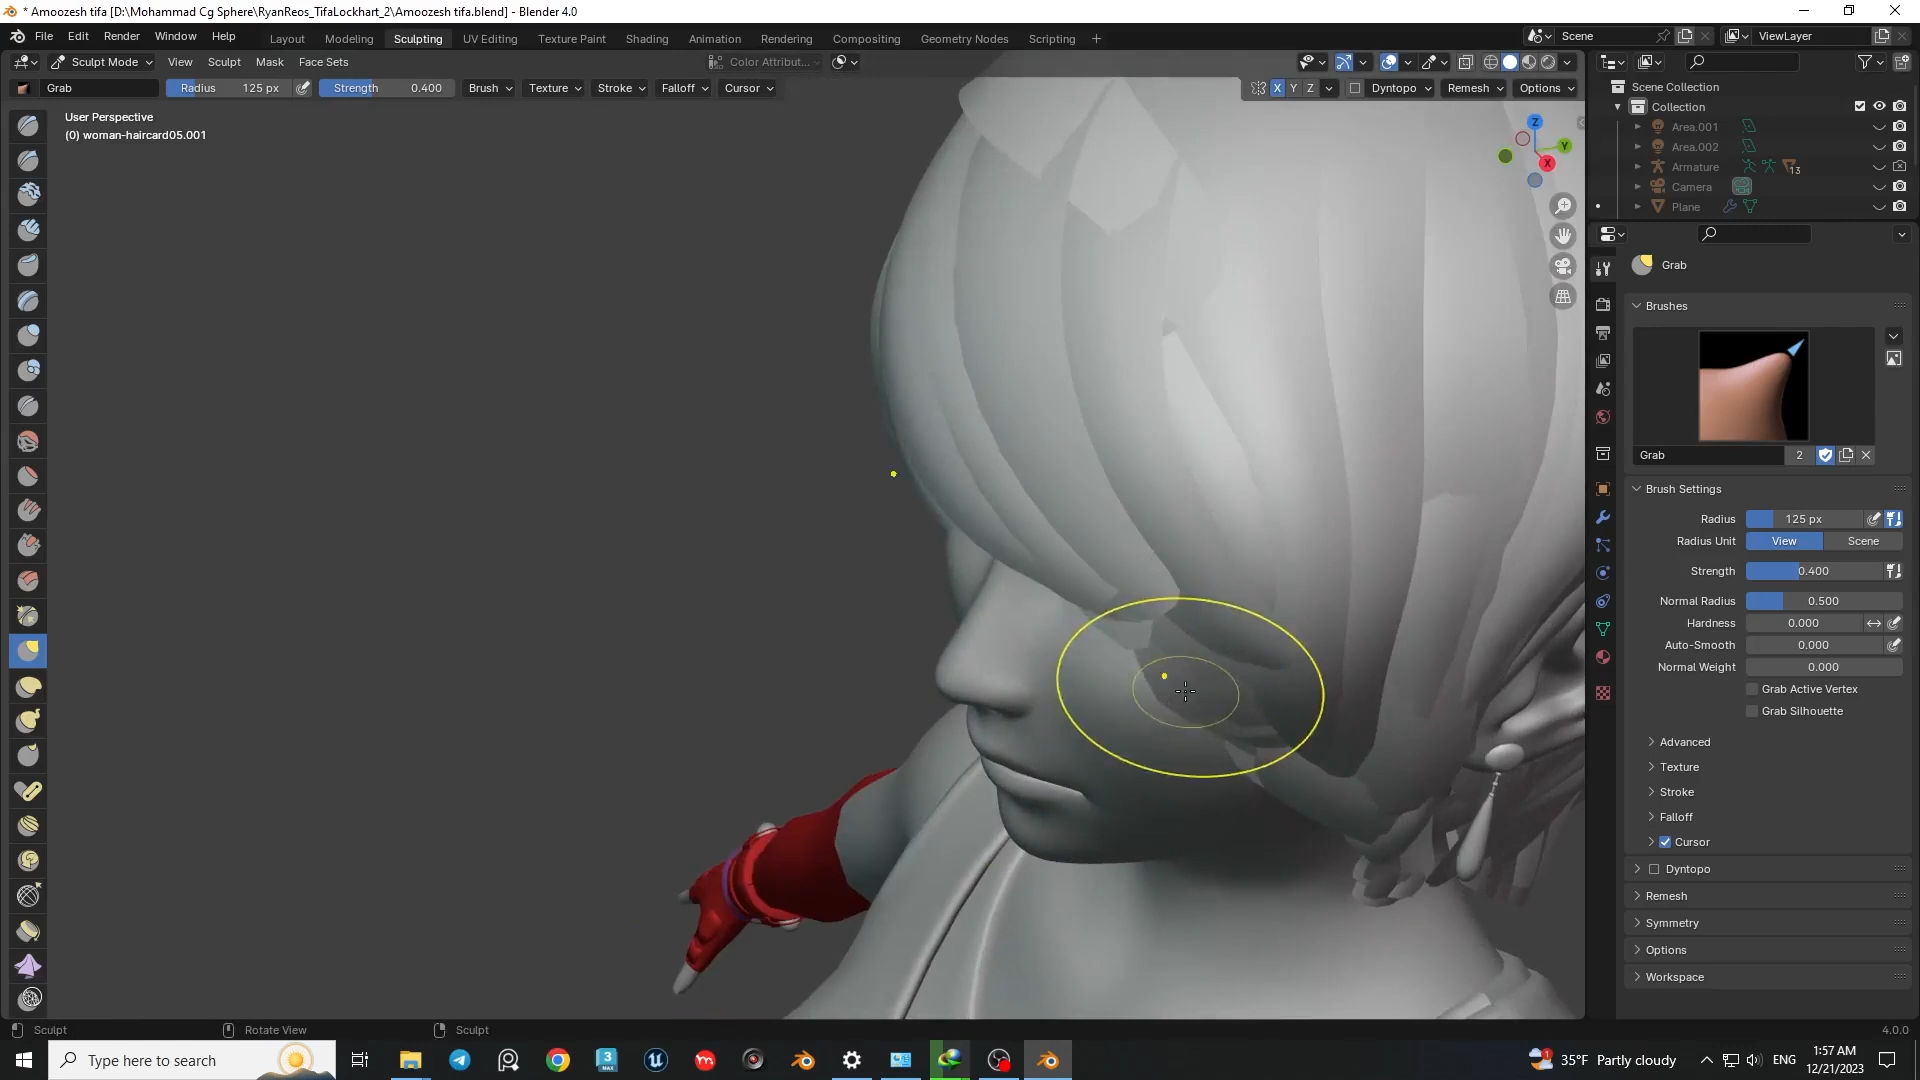 * Amoozesh tifa [D:\Mohammad Cg Sphere\RyanReos_TifaLockhart_2\Amoozesh tifa.blend] - Blender 4.0
File Edit Render Window Help Layout Modeling Sculpting UV Editing Texture Paint Shading Animation Rendering Compositing Geometry Nodes Scripting + Scene ViewLayer
Sculpt Mode View Sculpt Mask Face Sets Color Attribut...
Grab Radius 125 px Strength 0.400 Brush Texture Stroke Falloff Cursor X Y Z Dyntopo Remesh Options
User Perspective
(0) woman-haircard05.001
Z
Y
X
Scene Collection
Collection
Area.001
Area.002
Armature 13
Camera
Plane
Grab
Brushes
Grab 2
Brush Settings
Radius 125 px
Radius Unit View Scene
Strength 0.400
Normal Radius 0.500
Hardness 0.000
Auto-Smooth 0.000
Normal Weight 0.000
Grab Active Vertex
Grab Silhouette
Advanced
Texture
Stroke
Falloff
Cursor
Dyntopo
Remesh
Symmetry
Options
Workspace
Sculpt Rotate View Sculpt 4.0.0
Type here to search 3 MAX 1 35°F Partly cloudy ENG 1:57 AM
12/21/2023